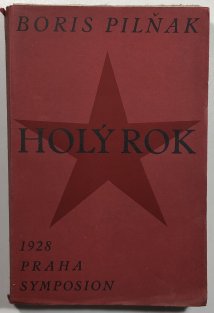 BORIS PILŇAK
HOLÝ ROK
1928
PRAHA
SYMPOSION